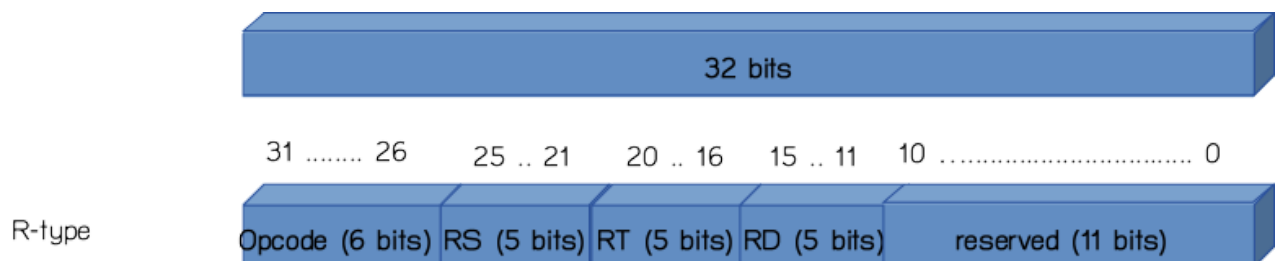 32 bits
31 ........ 26 25 .. 21 20 .. 16 15 .. 11 10 .................................. 0
R-type Opcode (6 bits) RS (5 bits) RT (5 bits) RD (5 bits) reserved (11 bits)